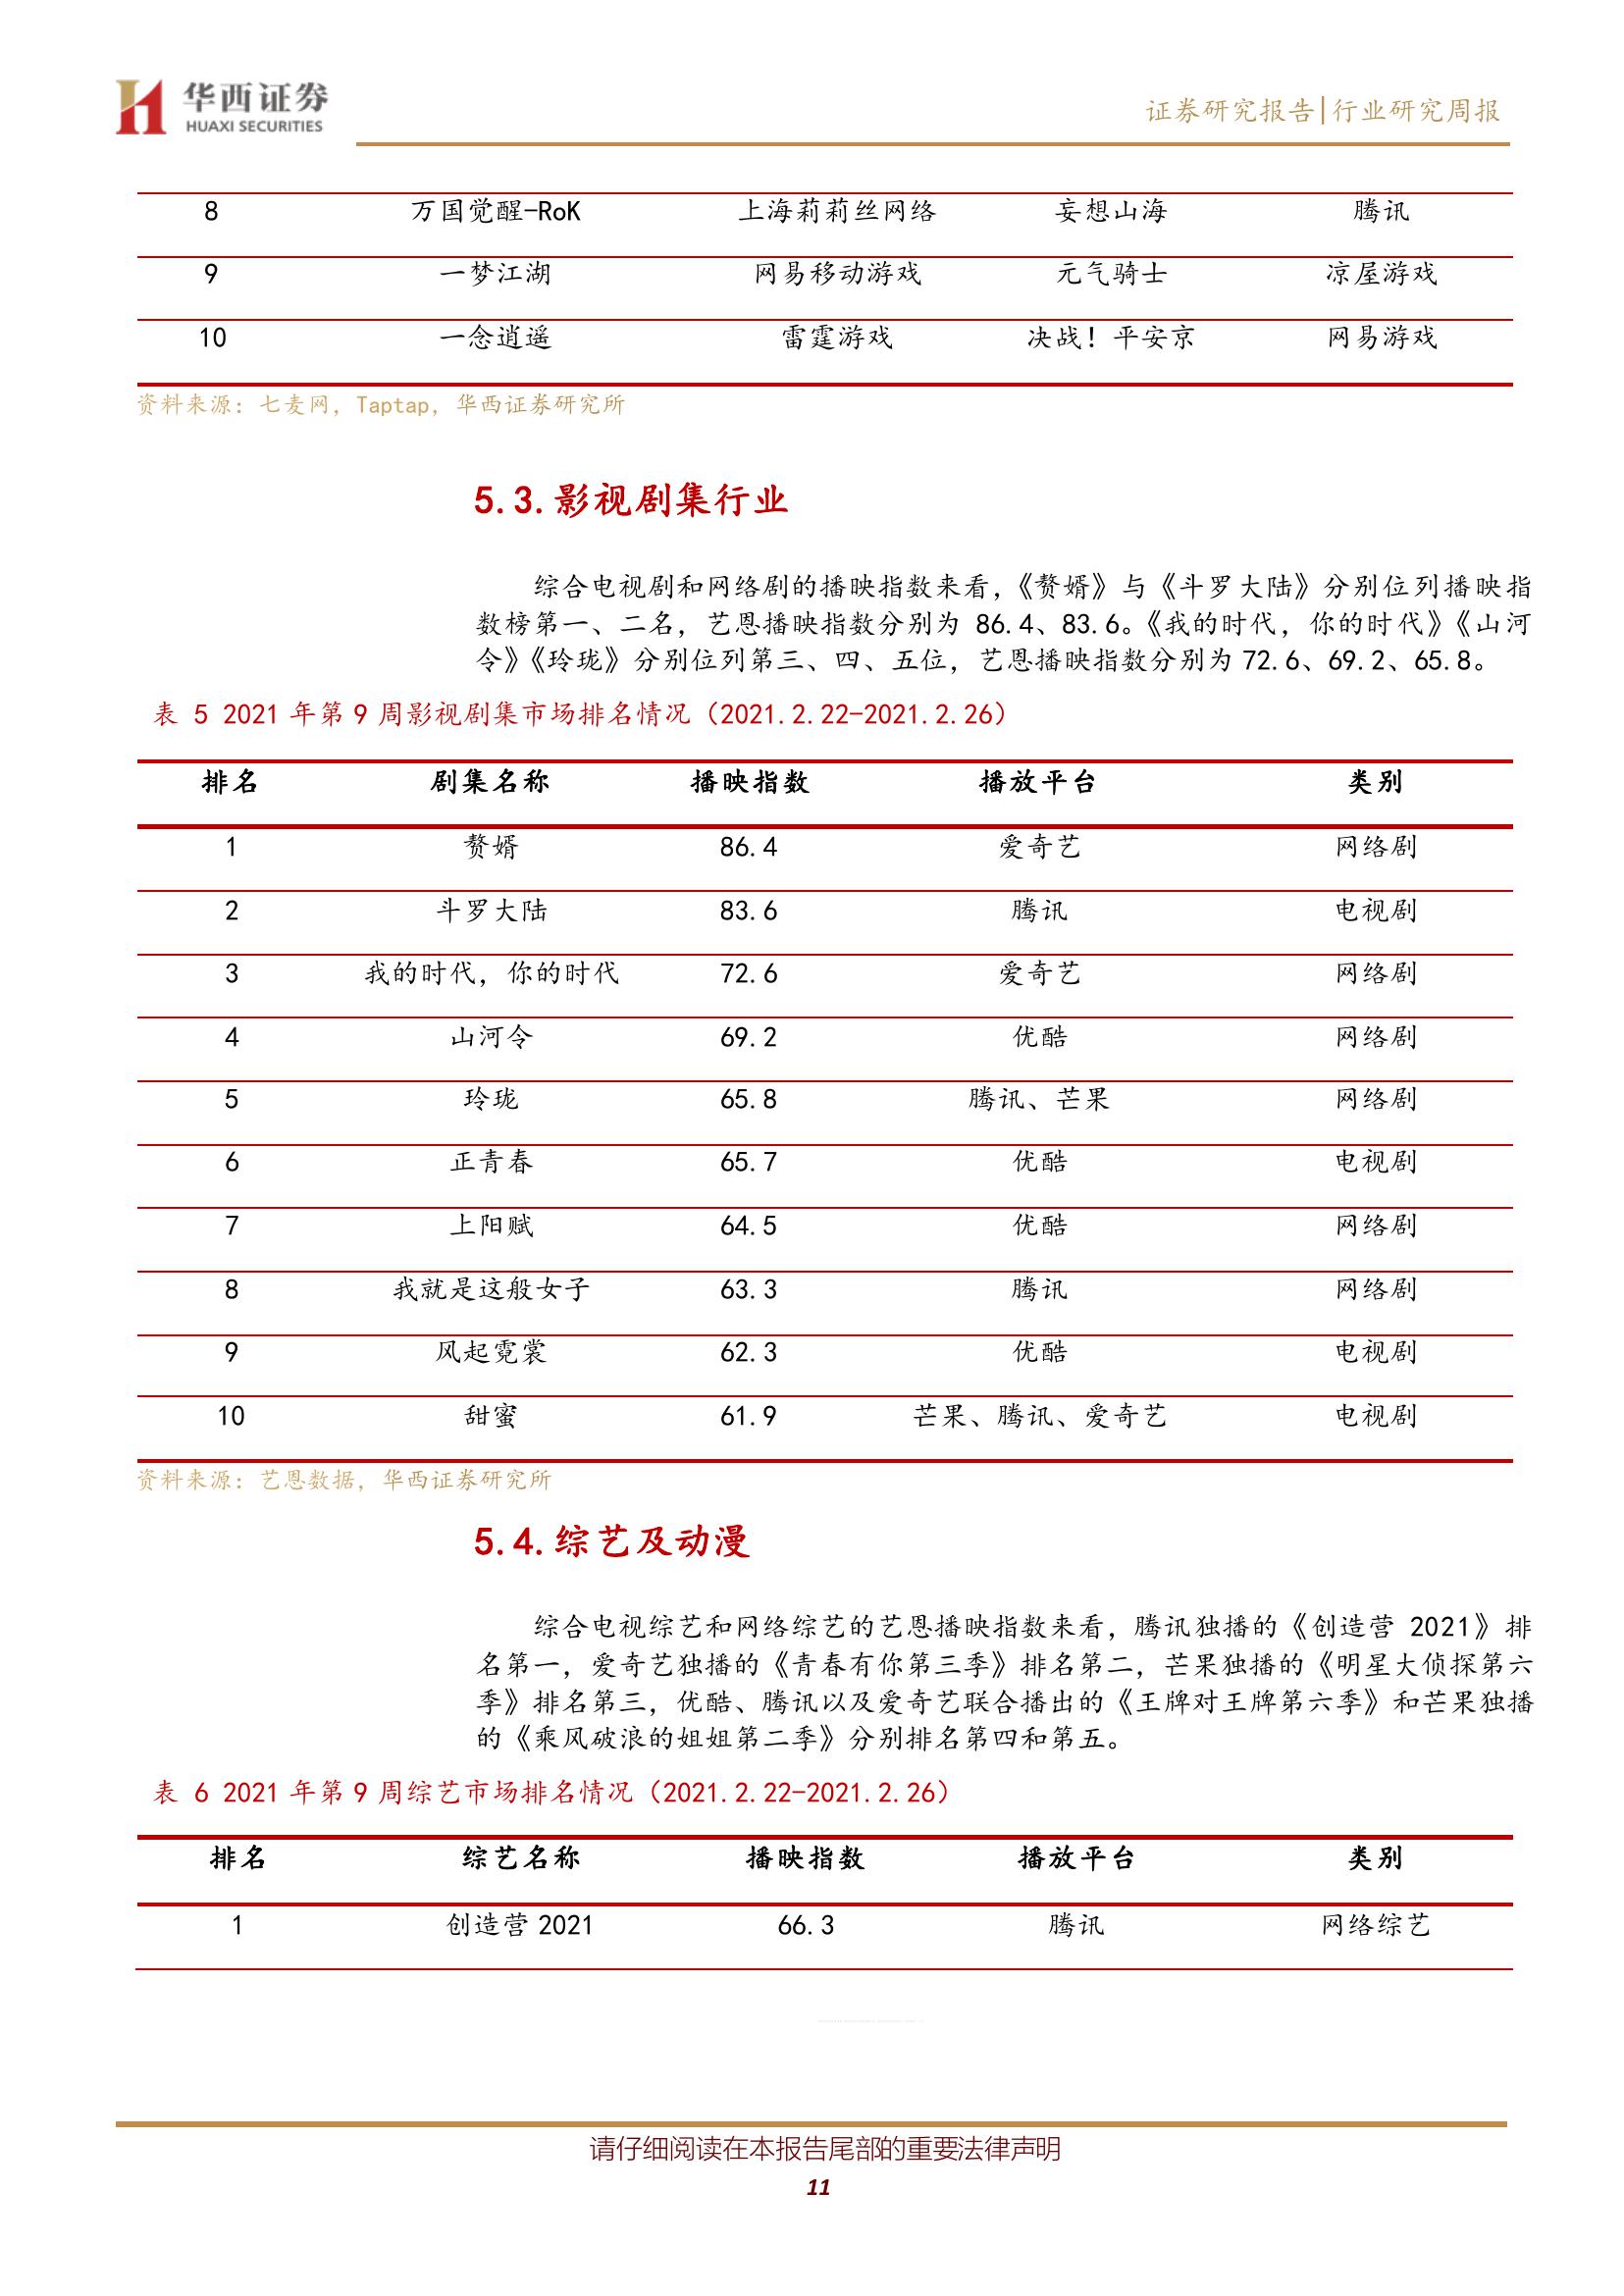 华西证券
HUAXI SECURITIES
证券研究报告|行业研究周报
8 万国觉醒-RoK 上海莉莉丝网络 妄想山海 腾讯
9 一梦江湖 网易移动游戏 元气骑士 凉屋游戏
10 一念逍遥 雷霆游戏 决战！平安京 网易游戏
资料来源：七麦网，Taptap，华西证券研究所
5.3.影视剧集行业
综合电视剧和网络剧的播映指数来看，《赘婿》与《斗罗大陆》分别位列播映指
数榜第一、二名，艺恩播映指数分别为 86.4、83.6。《我的时代，你的时代》《山河
令》《玲珑》分别位列第三、四、五位，艺恩播映指数分别为 72.6、69.2、65.8。
表 5 2021 年第 9 周影视剧集市场排名情况（2021.2.22-2021.2.26）
排名 剧集名称 播映指数 播放平台 类别
1 赘婿 86.4 爱奇艺 网络剧
2 斗罗大陆 83.6 腾讯 电视剧
3 我的时代，你的时代 72.6 爱奇艺 网络剧
4 山河令 69.2 优酷 网络剧
5 玲珑 65.8 腾讯、芒果 网络剧
6 正青春 65.7 优酷 电视剧
7 上阳赋 64.5 优酷 网络剧
8 我就是这般女子 63.3 腾讯 网络剧
9 风起霓裳 62.3 优酷 电视剧
10 甜蜜 61.9 芒果、腾讯、爱奇艺 电视剧
资料来源：艺恩数据，华西证券研究所
5.4.综艺及动漫
综合电视综艺和网络综艺的艺恩播映指数来看，腾讯独播的《创造营 2021》排
名第一，爱奇艺独播的《青春有你第三季》排名第二，芒果独播的《明星大侦探第六
季》排名第三，优酷、腾讯以及爱奇艺联合播出的《王牌对王牌第六季》和芒果独播
的《乘风破浪的姐姐第二季》分别排名第四和第五。
表 6 2021 年第 9 周综艺市场排名情况（2021.2.22-2021.2.26）
排名 综艺名称 播映指数 播放平台 类别
1 创造营 2021 66.3 腾讯 网络综艺
请仔细阅读在本报告尾部的重要法律声明
11